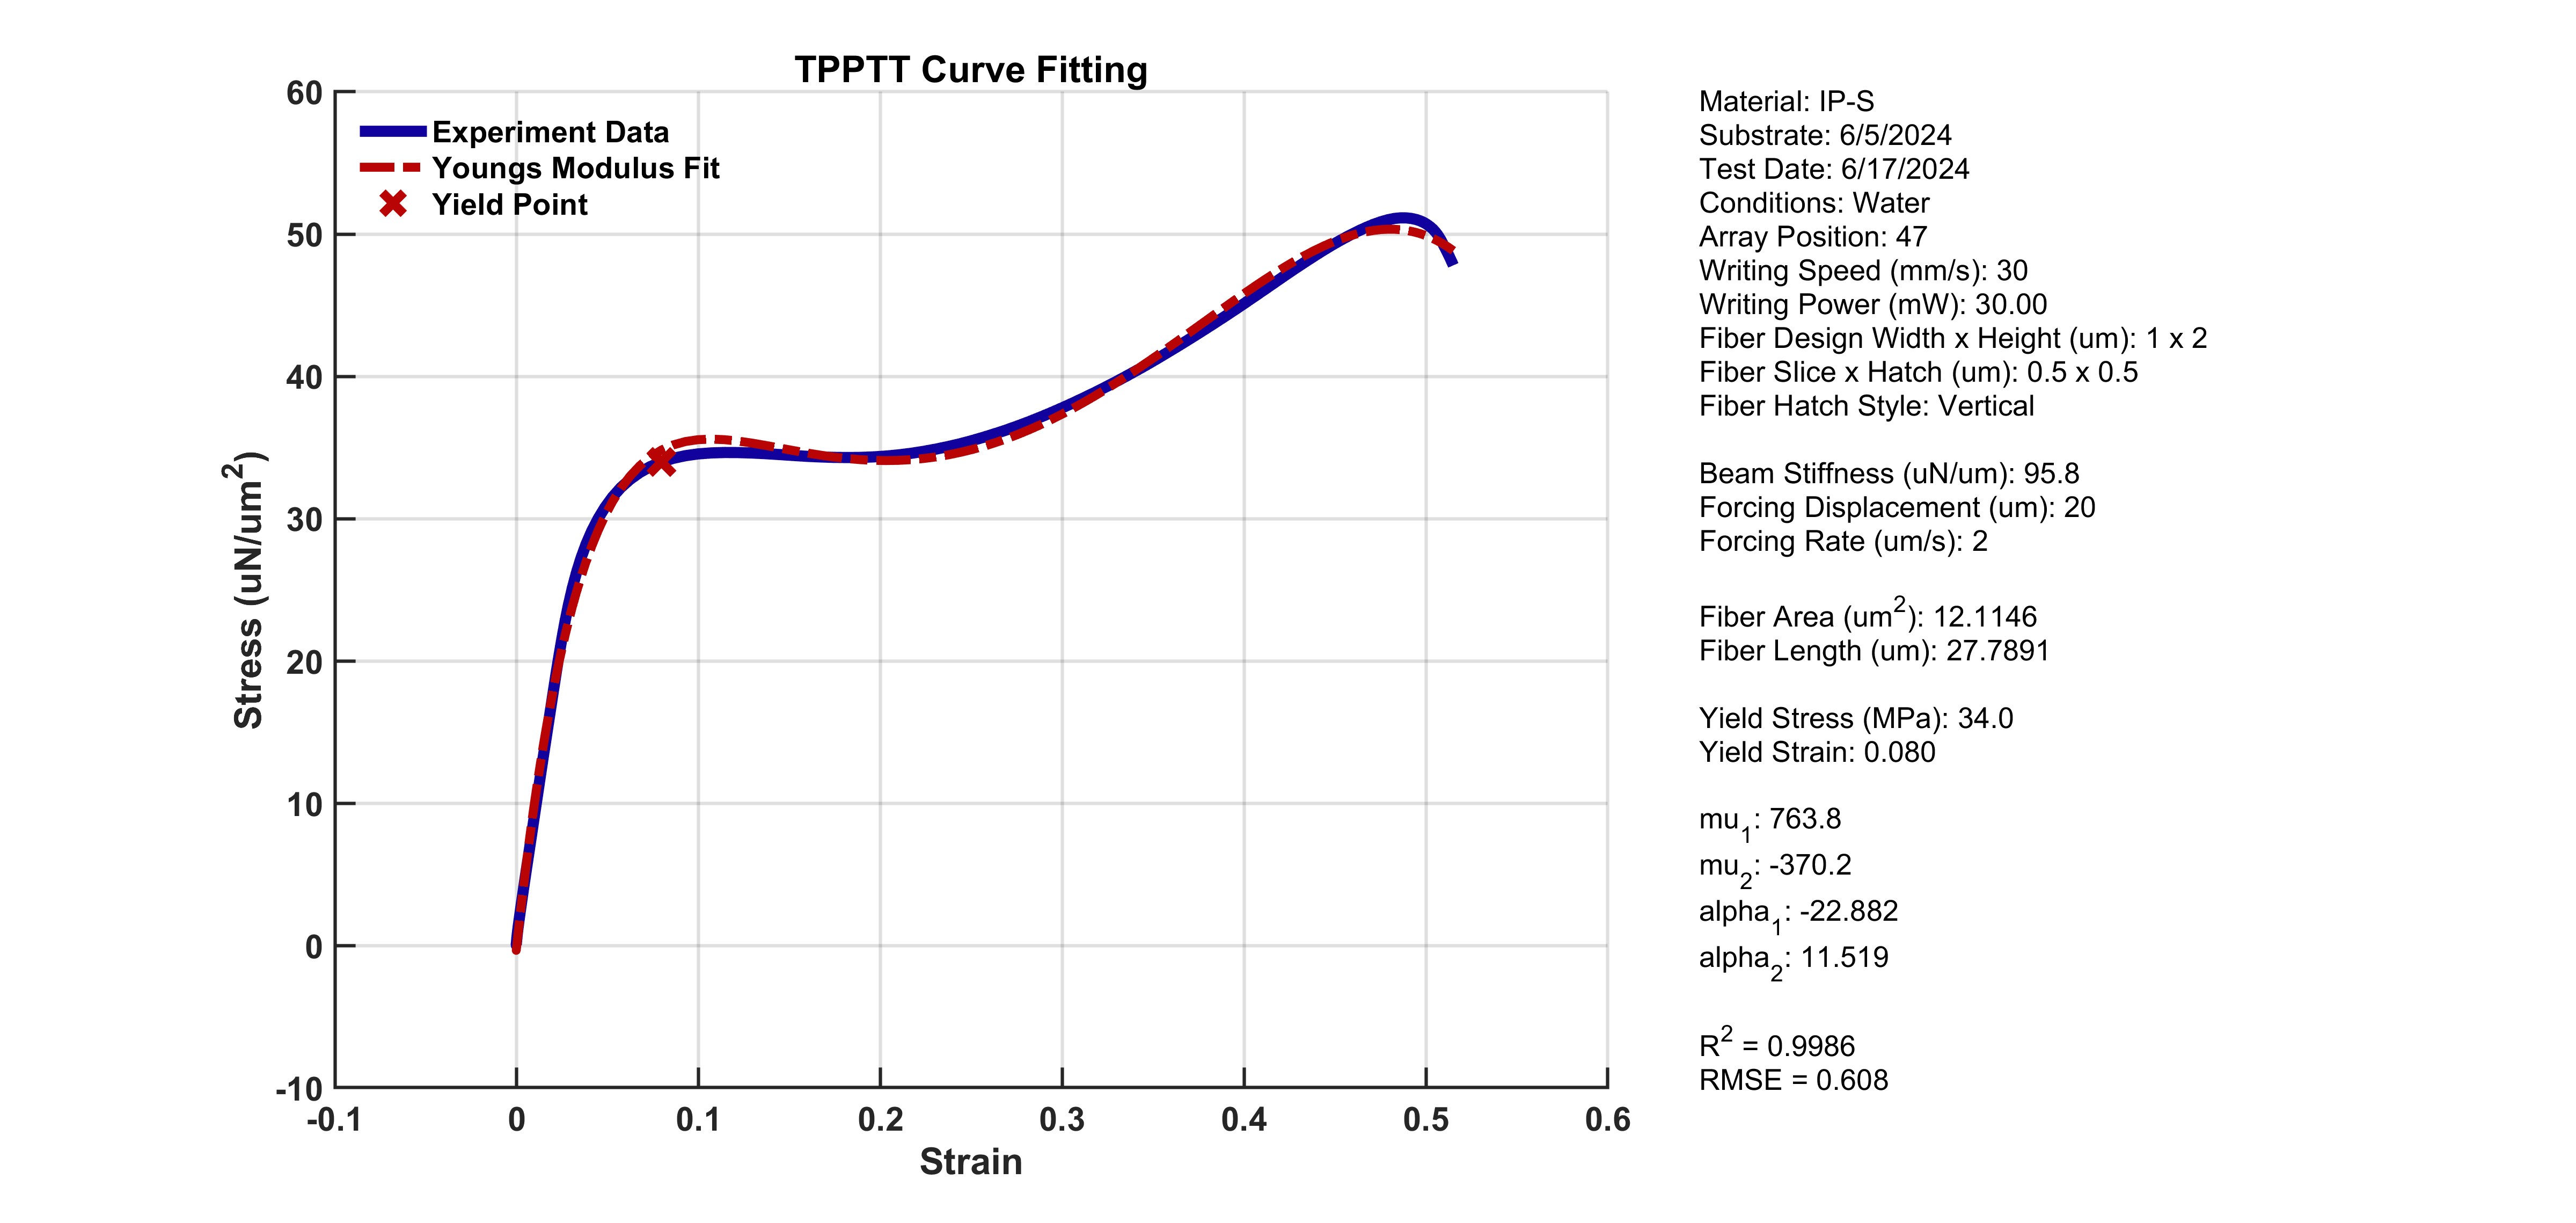 TPPTT Curve Fitting
60
50
40
30
20
10
0
-10
Stress (uN/um²)
Experiment Data
Youngs Modulus Fit
Yield Point
-0.1 0 0.1 0.2 0.3 0.4 0.5 0.6
Strain
Material: IP-S
Substrate: 6/5/2024
Test Date: 6/17/2024
Conditions: Water
Array Position: 47
Writing Speed (mm/s): 30
Writing Power (mW): 30.00
Fiber Design Width x Height (um): 1 x 2
Fiber Slice x Hatch (um): 0.5 x 0.5
Fiber Hatch Style: Vertical
Beam Stiffness (uN/um): 95.8
Forcing Displacement (um): 20
Forcing Rate (um/s): 2
Fiber Area (um²): 12.1146
Fiber Length (um): 27.7891
Yield Stress (MPa): 34.0
Yield Strain: 0.080
mu₁: 763.8
mu₂: -370.2
alpha₁: -22.882
alpha₂: 11.519
R² = 0.9986
RMSE = 0.608